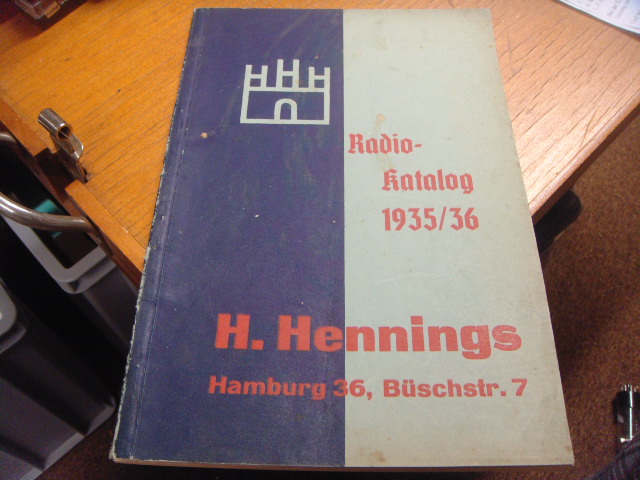 Radio-
Katalog
1935/36
H. Hennings
Hamburg 36, Büschstr. 7